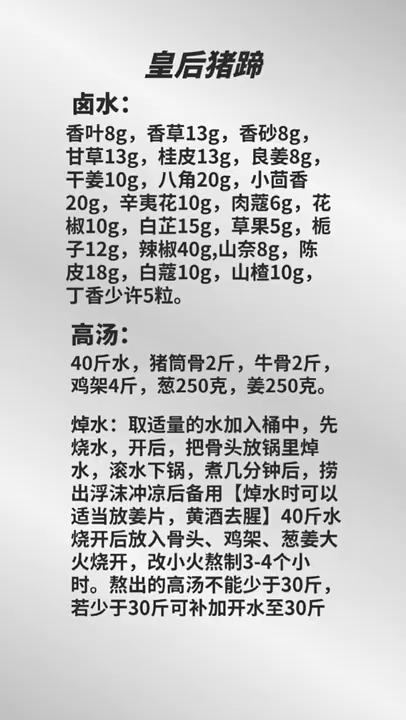 皇后猪蹄
卤水：
香叶8g，香草13g，香砂8g，
甘草13g，桂皮13g，良姜8g，
干姜10g，八角20g，小茴香
20g，辛夷花10g，肉蔻6g，花
椒10g，白芷15g，草果5g，栀
子12g，辣椒40g,山奈8g，陈
皮18g，白蔻10g，山楂10g，
丁香少许5粒。
高汤：
40斤水，猪筒骨2斤，牛骨2斤，
鸡架4斤，葱250克，姜250克。
焯水：取适量的水加入桶中，先
烧水，开后，把骨头放锅里焯
水，滚水下锅，煮几分钟后，捞
出浮沫冲凉后备用【焯水时可以
适当放姜片，黄酒去腥】40斤水
烧开后放入骨头、鸡架、葱姜大
火烧开，改小火熬制3-4个小
时。熬出的高汤不能少于30斤，
若少于30斤可补加开水至30斤